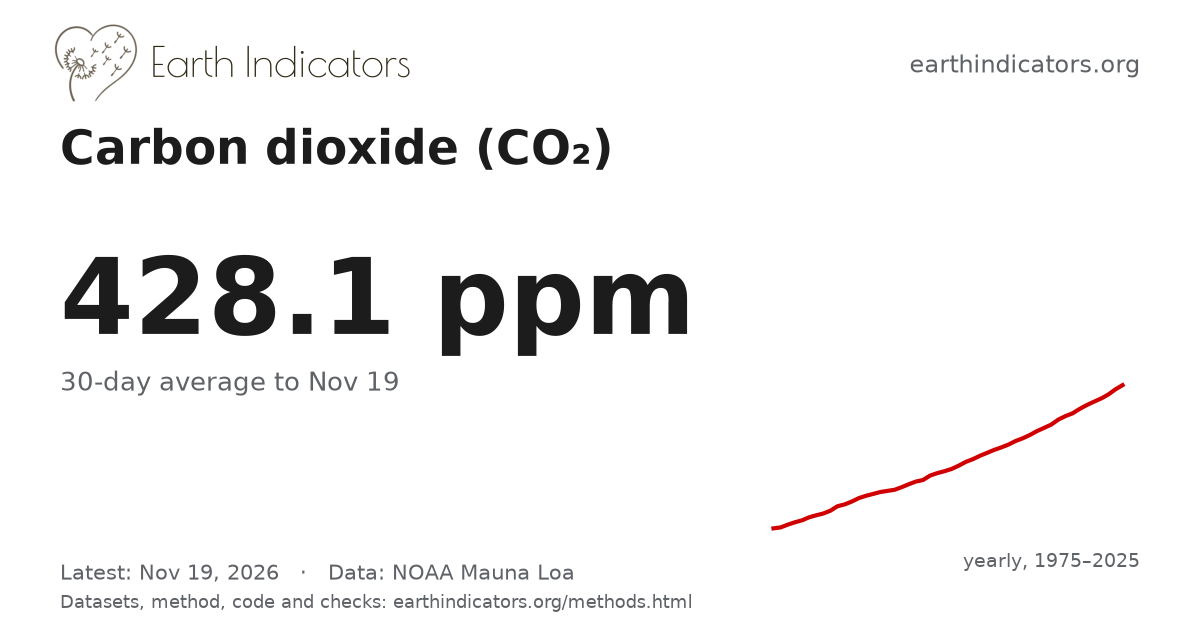 Earth Indicators
earthindicators.org
Carbon dioxide (CO₂)
428.1 ppm
30-day average to Nov 19
yearly, 1975–2025
Latest: Nov 19, 2026 · Data: NOAA Mauna Loa
Datasets, method, code and checks: earthindicators.org/methods.html